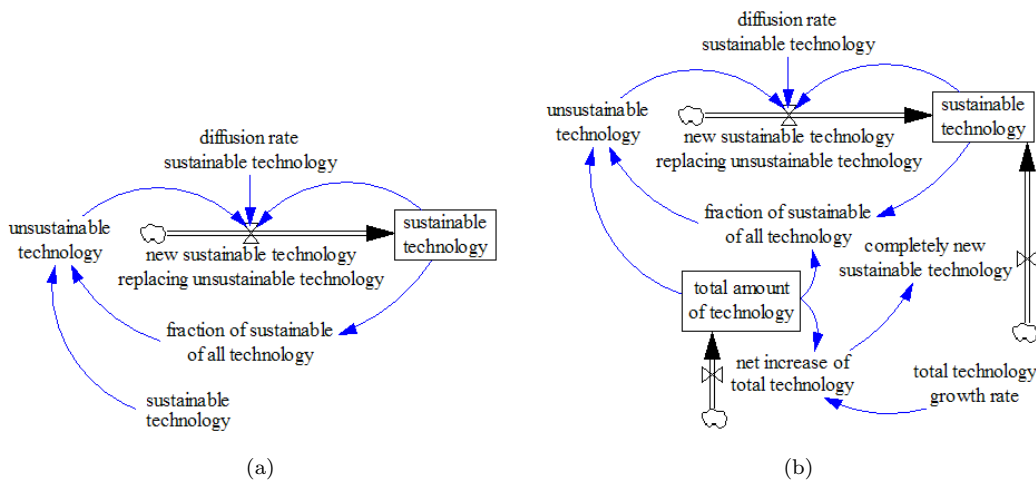 diffusion rate
sustainable technology
unsustainable
technology
sustainable
technology
new sustainable technology
replacing unsustainable technology
fraction of sustainable
of all technology
sustainable
technology
(a)
diffusion rate
sustainable technology
unsustainable
technology
sustainable
technology
new sustainable technology
replacing unsustainable technology
fraction of sustainable
of all technology
completely new
sustainable technology
total amount
of technology
net increase of
total technology
total technology
growth rate
(b)